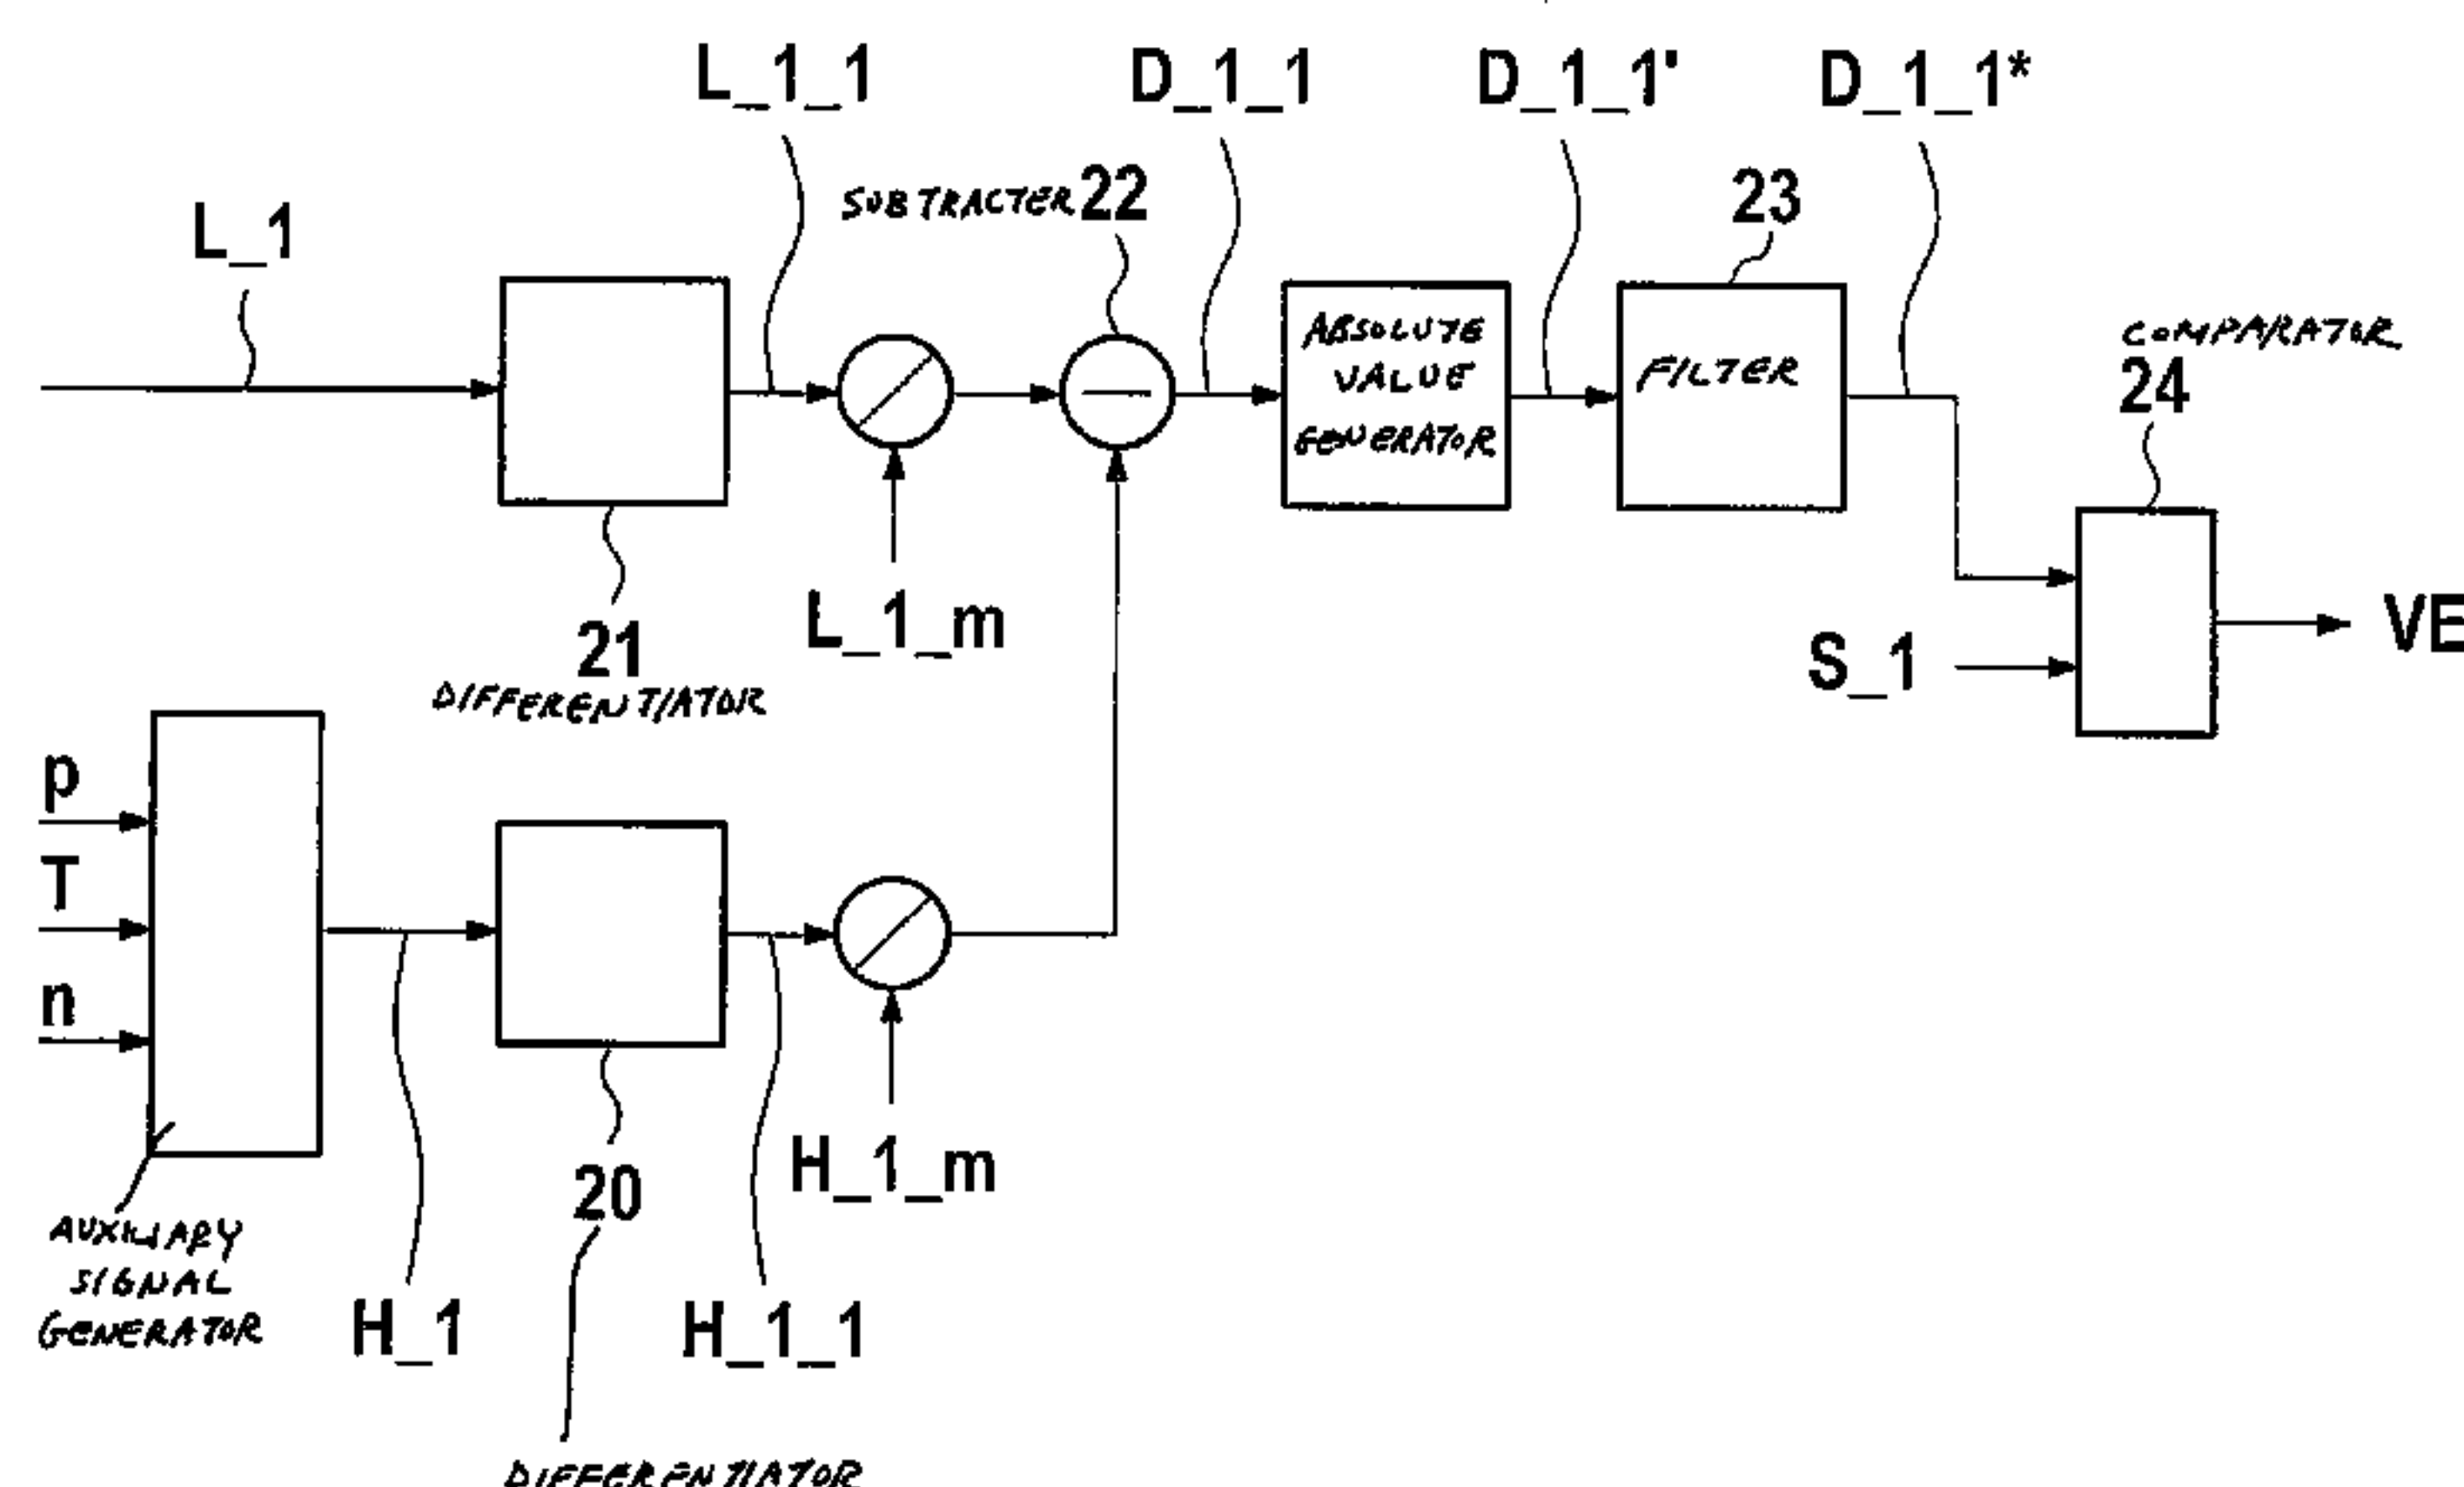 L_1_1
D_1_1
D_1_1'
D_1_1*
L_1
SUBTRACTER 22
23
COMPARATOR
24
ABSOLUTE
VALUE
GENERATOR
FILTER
L_1_m
21
DIFFERENTIATOR
S_1
VE
p
T
n
H_1_m
20
AUXILIARY
SIGNAL
GENERATOR
H_1
H_1_1
DIFFERENTIATOR